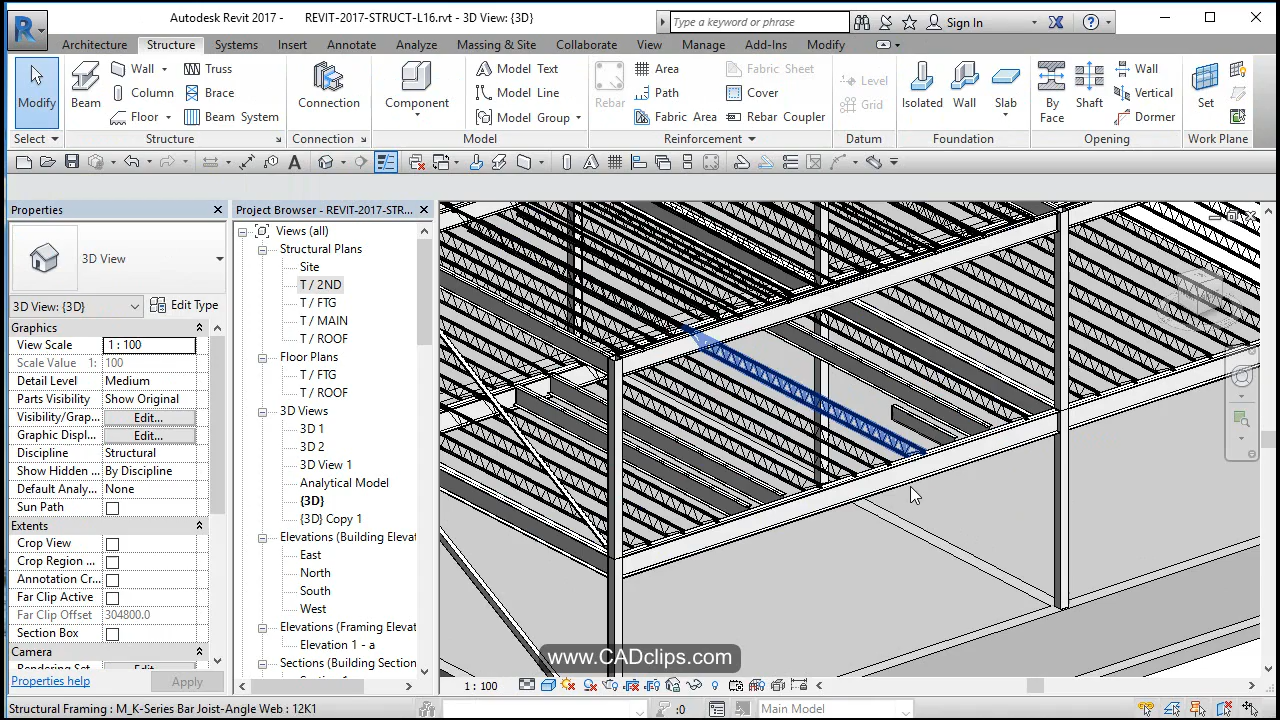 Autodesk Revit 2017 - REVIT-2017-STRUCT-L16.rvt - 3D View: {3D}
Type a keyword or phrase
Sign In
Architecture Structure Systems Insert Annotate Analyze Massing & Site Collaborate View Manage Add-Ins Modify
Modify
Beam
Wall
Column
Floor
Truss
Brace
Beam System
Connection
Component
Model Text
Model Line
Model Group
Rebar
Area
Path
Fabric Area
Fabric Sheet
Cover
Rebar Coupler
Level
Grid
Isolated
Wall
Slab
By
Face
Shaft
Wall
Vertical
Dormer
Set
Select Structure Connection Model Reinforcement Datum Foundation Opening Work Plane
Properties
3D View
3D View: {3D}
Edit Type
Graphics
View Scale 1 : 100
Scale Value 1: 100
Detail Level Medium
Parts Visibility Show Original
Visibility/Grap... Edit...
Graphic Displ... Edit...
Discipline Structural
Show Hidden ... By Discipline
Default Analy... None
Sun Path
Extents
Crop View
Crop Region ...
Annotation Cr...
Far Clip Active
Far Clip Offset 304800.0
Section Box
Camera
Rendering Set... Edit...
Properties help
Apply
Project Browser - REVIT-2017-STR...
Views (all)
Structural Plans
Site
T / 2ND
T / FTG
T / MAIN
T / ROOF
Floor Plans
T / FTG
T / ROOF
3D Views
3D 1
3D 2
3D View 1
Analytical Model
{3D}
{3D} Copy 1
Elevations (Building Elevat
East
North
South
West
Elevations (Framing Elevat
Elevation 1 - a
Sections (Building Section
www.CADclips.com
1 : 100
Structural Framing : M_K-Series Bar Joist-Angle Web : 12K1
:0
Main Model